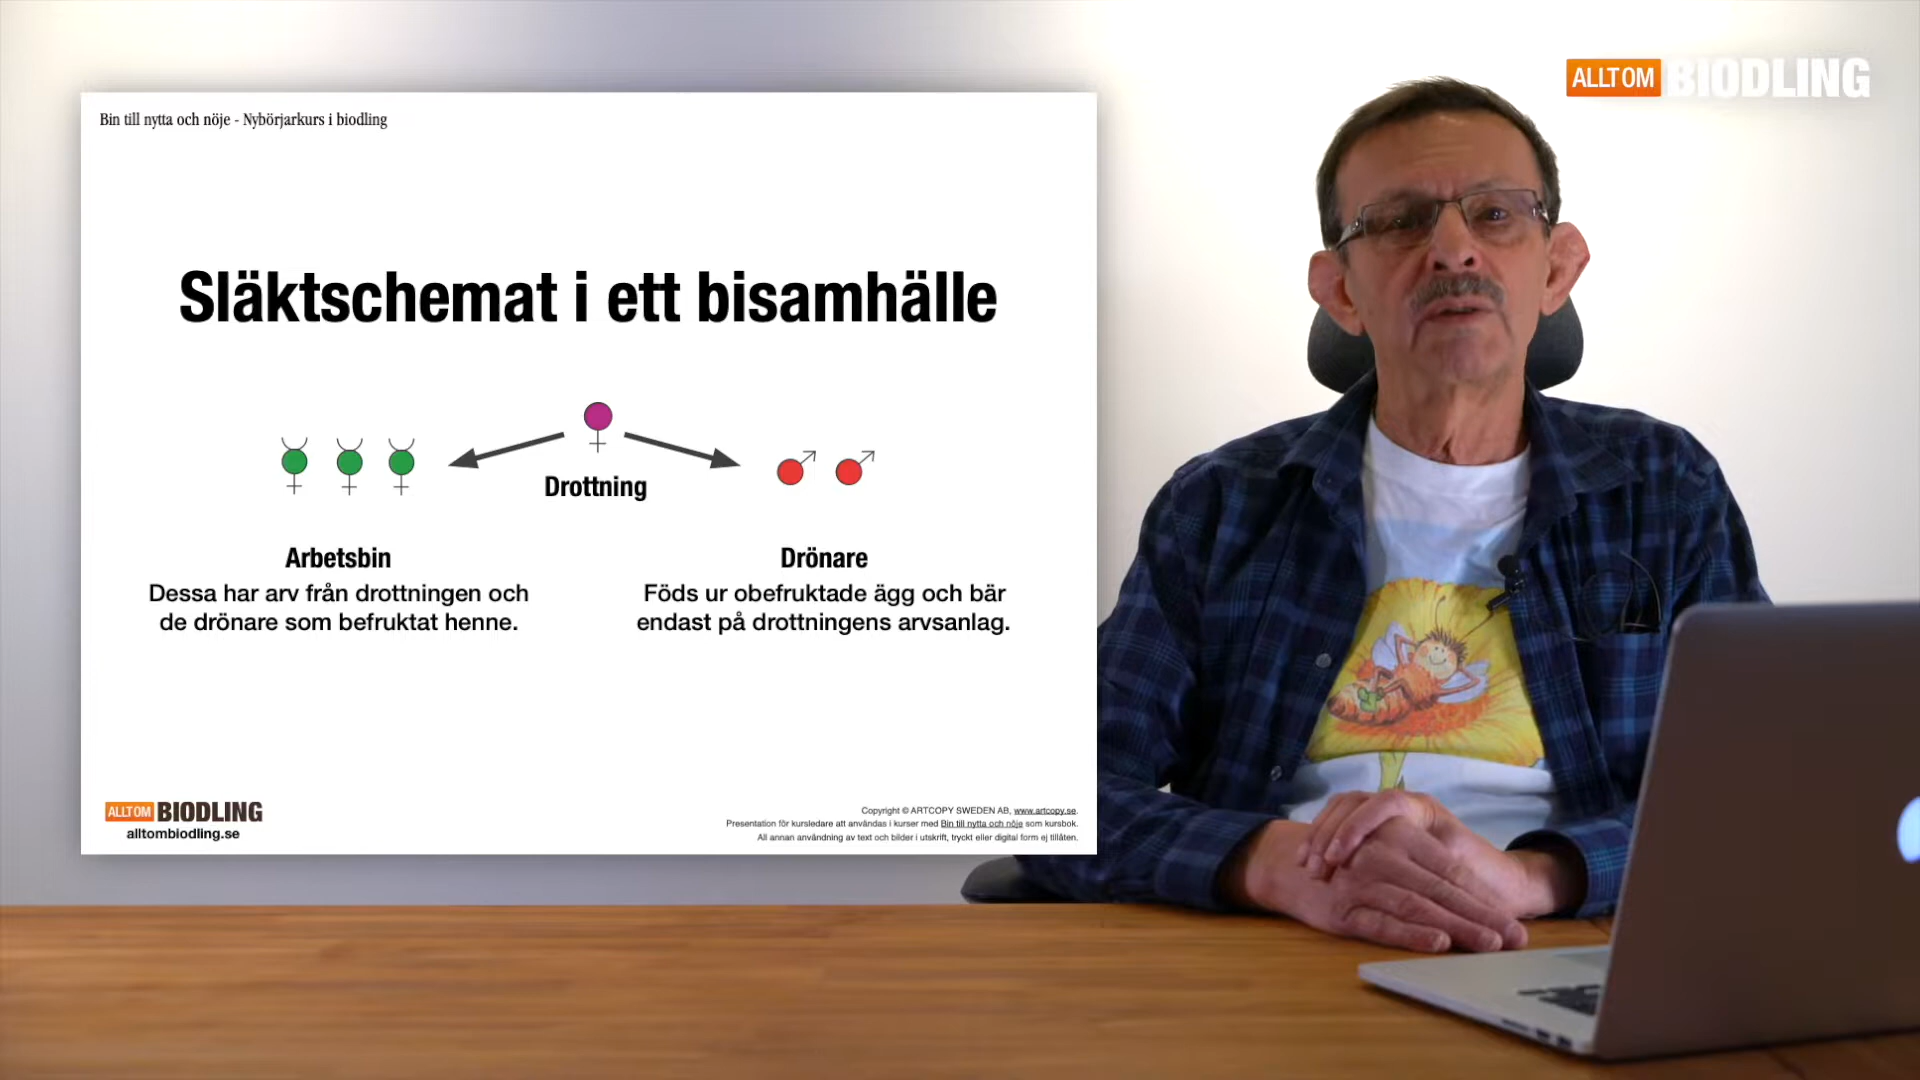 ALLTOM BIODLING
Bin till nytta och nöje - Nybörjarkurs i biodling
Släktschemat i ett bisamhälle
Drottning
Arbetsbin
Dessa har arv från drottningen och
de drönare som befruktat henne.
Drönare
Föds ur obefruktade ägg och bär
endast på drottningens arvsanlag.
ALLTOM BIODLING
alltombiodling.se
Copyright © ARTCOPY SWEDEN AB, www.artcopy.se.
Presentation för kursledare att användas i kurser med Bin till nytta och nöje som kursbok.
All annan användning av text och bilder i utskrift, tryckt eller digital form ej tillåten.